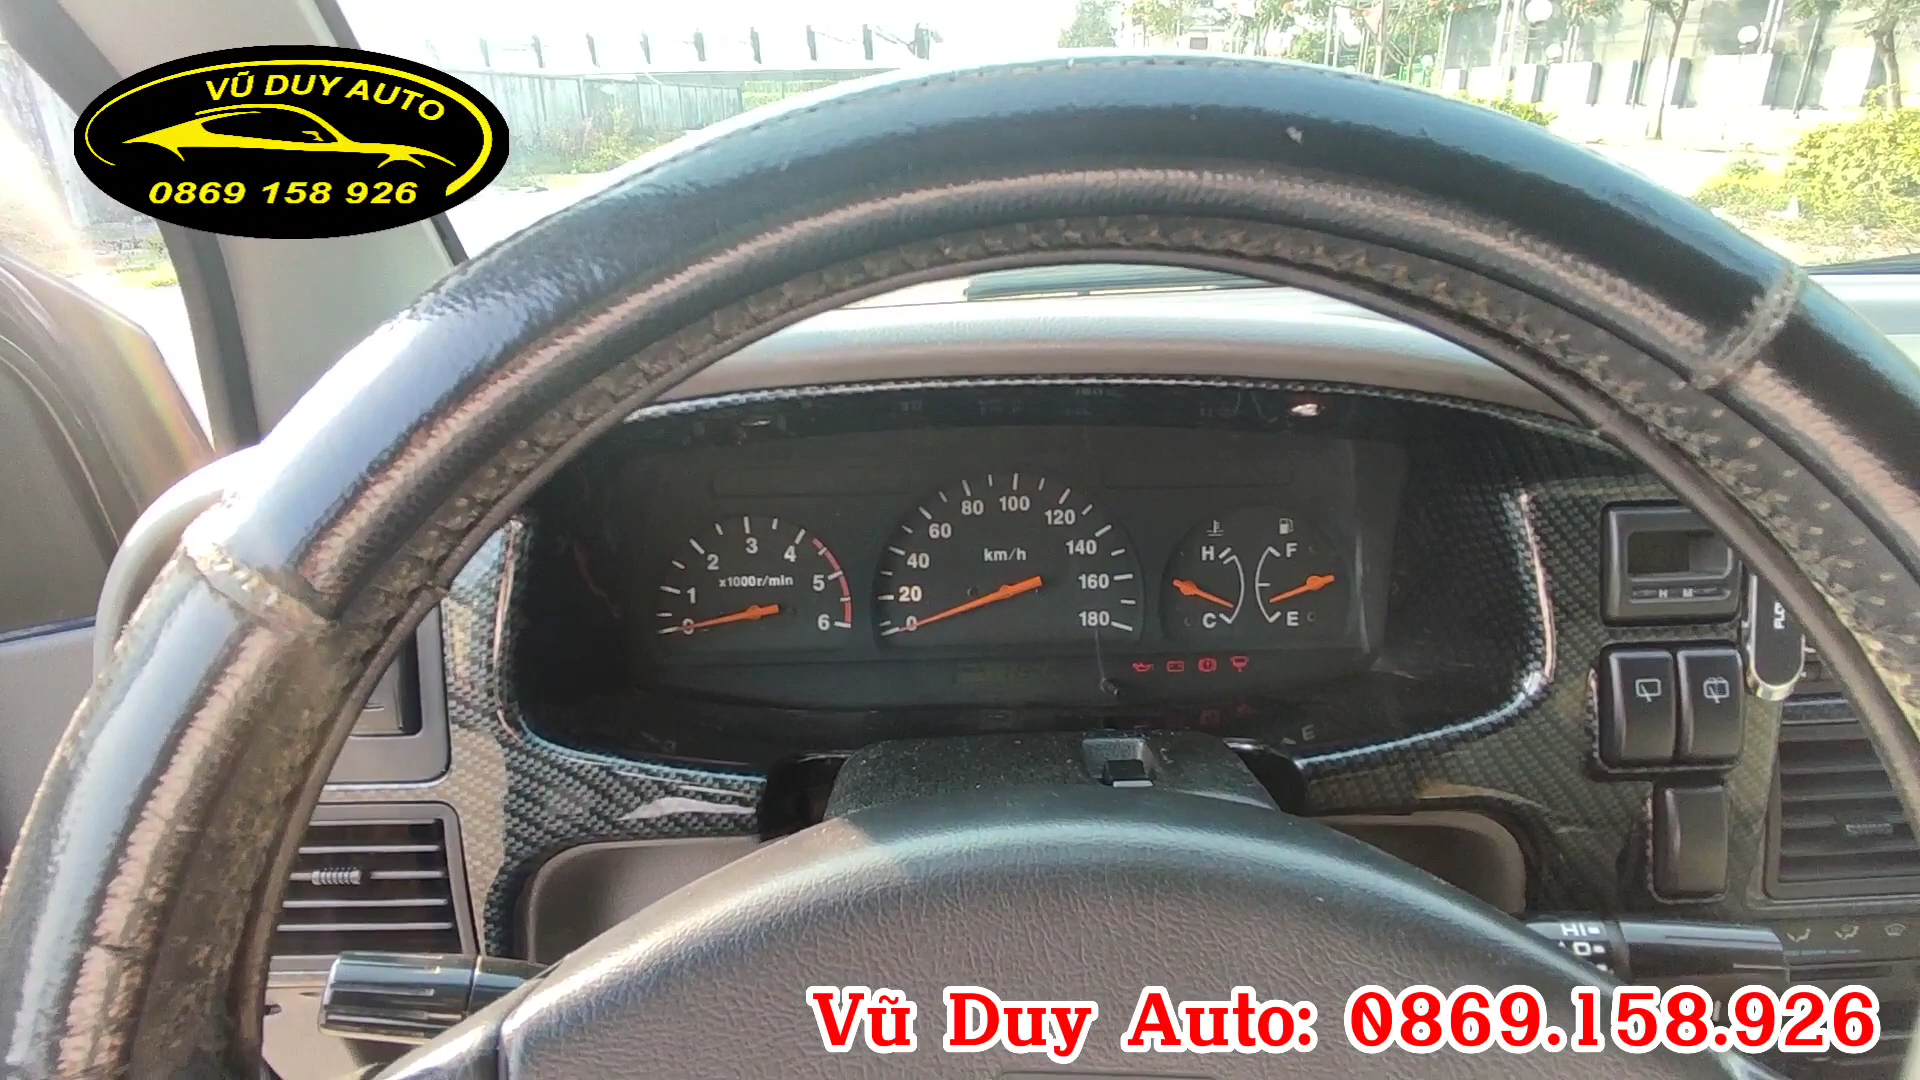 VŨ DUY AUTO
0869 158 926
0 1 2 3 4 5 6
x1000r/min
0 20 40 60 80 100 120 140 160 180
km/h
H
C
F
E
H M
E
HI
Vũ Duy Auto: 0869.158.926